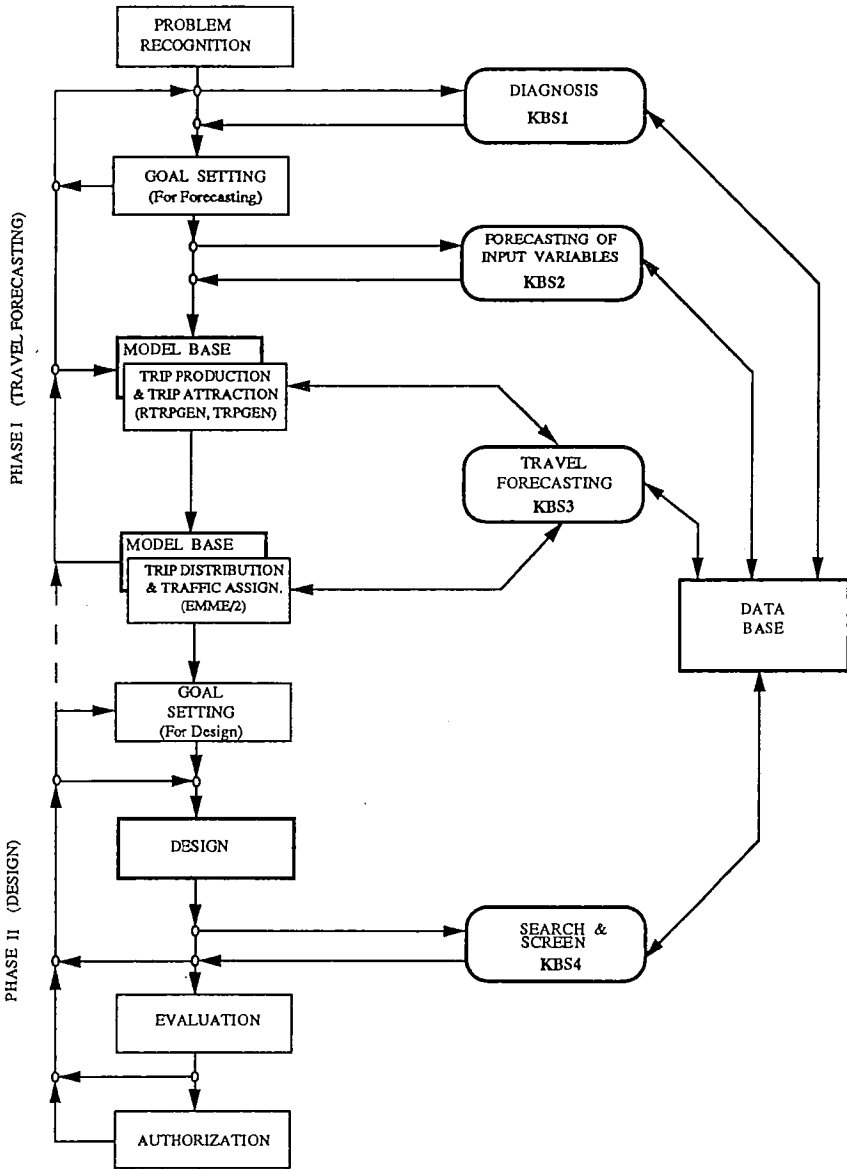 PROBLEM
RECOGNITION
DIAGNOSIS
KBS1
GOAL SETTING
(For Forecasting)
FORECASTING OF
INPUT VARIABLES
KBS2
PHASE I (TRAVEL FORECASTING)
MODEL BASE
TRIP PRODUCTION
& TRIP ATTRACTION
(RTRPGEN, TRPGEN)
TRAVEL
FORECASTING
KBS3
MODEL BASE
TRIP DISTRIBUTION
& TRAFFIC ASSIGN.
(EMME/2)
DATA
BASE
GOAL
SETTING
(For Design)
PHASE II (DESIGN)
DESIGN
SEARCH &
SCREEN
KBS4
EVALUATION
AUTHORIZATION